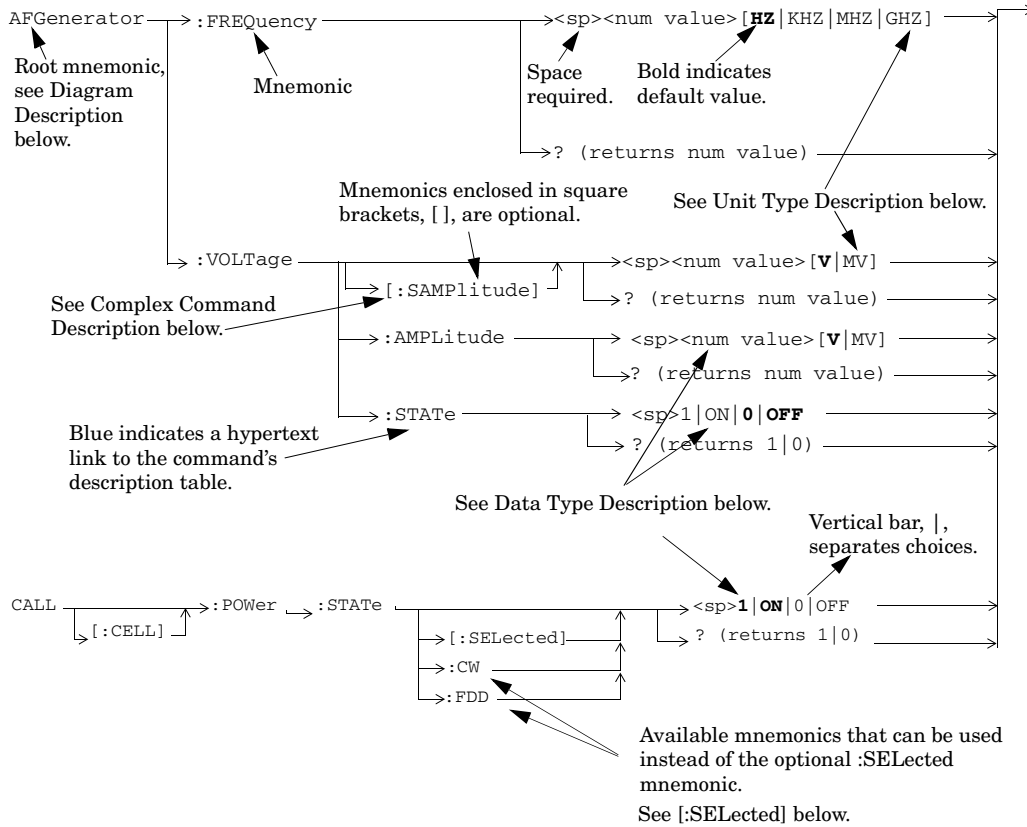 AFGenerator :FREQuency <sp><num value>[HZ|KHZ|MHZ|GHZ]
Root mnemonic,
see Diagram
Description
below.
Mnemonic
Space
required.
Bold indicates
default value.
? (returns num value)
Mnemonics enclosed in square
brackets, [ ], are optional.
See Unit Type Description below.
:VOLTage <sp><num value>[V|MV]
[:SAMPlitude] ? (returns num value)
See Complex Command
Description below.
:AMPLitude <sp><num value>[V|MV]
? (returns num value)
:STATe <sp>1|ON|0|OFF
? (returns 1|0)
Blue indicates a hypertext
link to the command's
description table.
See Data Type Description below.
Vertical bar, |,
separates choices.
CALL :POWer :STATe <sp>1|ON|0|OFF
[:CELL] [:SELected] ? (returns 1|0)
:CW
:FDD
Available mnemonics that can be used
instead of the optional :SELected
mnemonic.
See [:SELected] below.